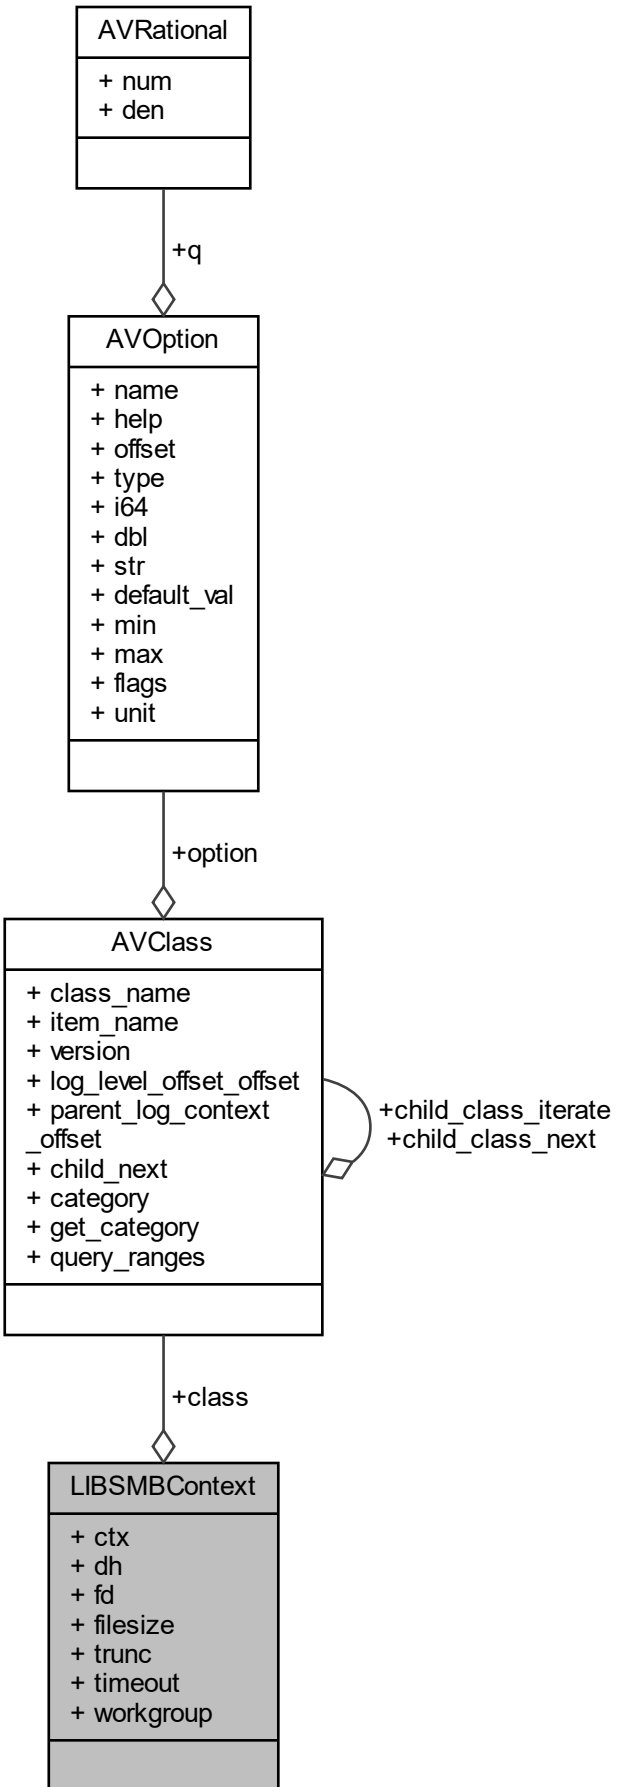 AVRational
+ num
+ den
+q
AVOption
+ name
+ help
+ offset
+ type
+ i64
+ dbl
+ str
+ default_val
+ min
+ max
+ flags
+ unit
+option
AVClass
+ class_name
+ item_name
+ version
+ log_level_offset_offset
+ parent_log_context
_offset
+ child_next
+ category
+ get_category
+ query_ranges
+child_class_iterate
+child_class_next
+class
LIBSMBContext
+ ctx
+ dh
+ fd
+ filesize
+ trunc
+ timeout
+ workgroup